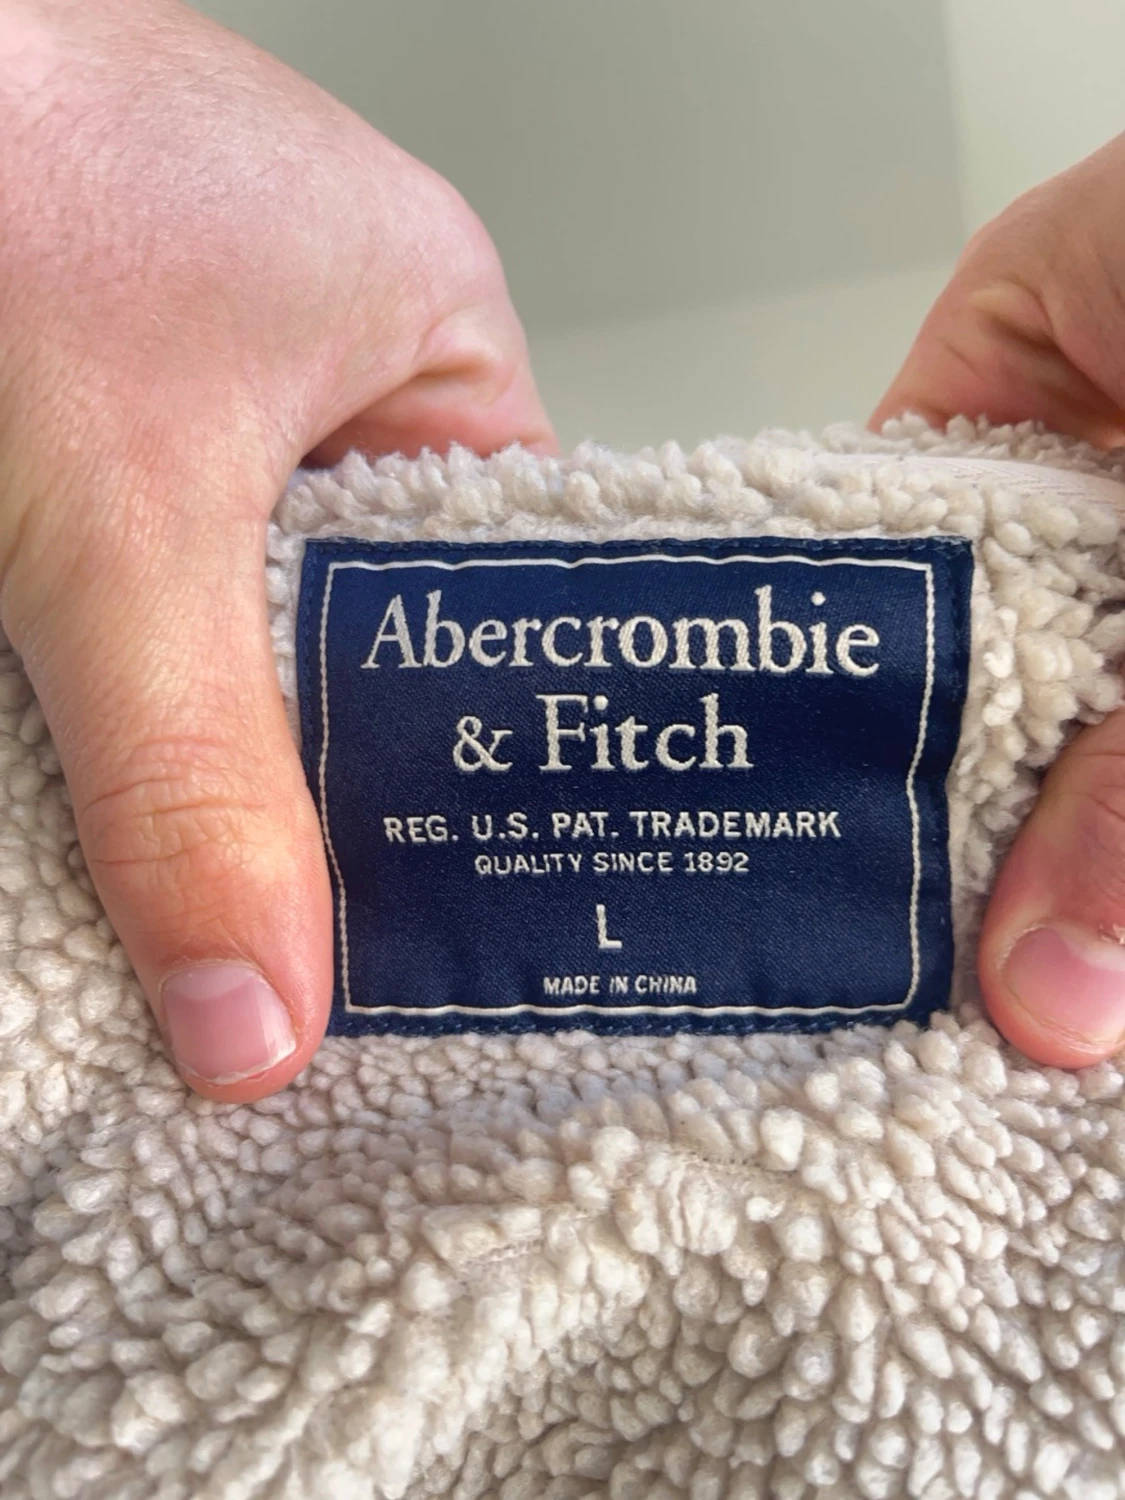 Abercrombie
& Fitch
REG. U.S. PAT. TRADEMARK
QUALITY SINCE 1892
L
MADE IN CHINA